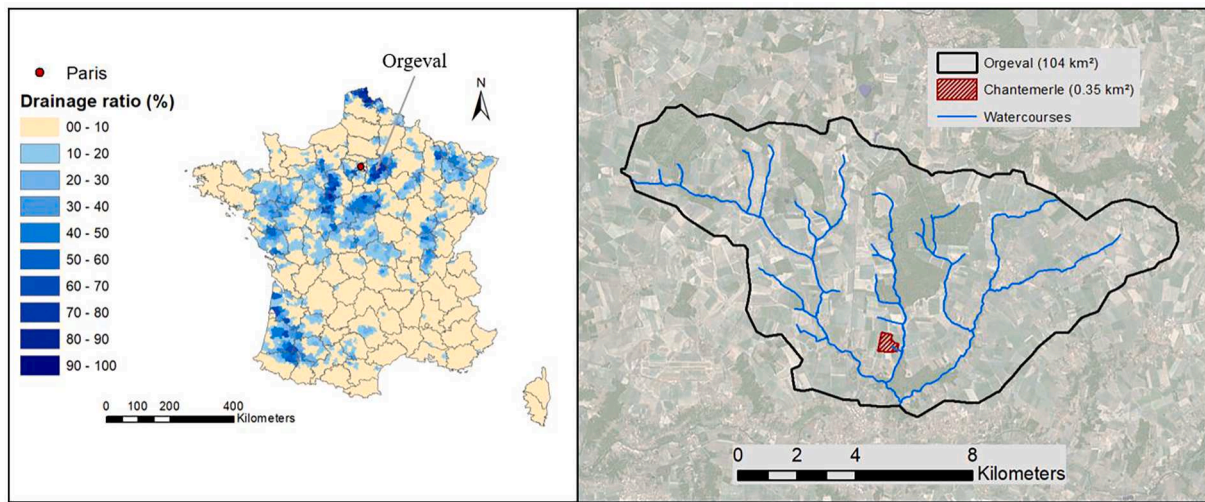 Orgeval
Paris
N
Drainage ratio (%)
00 - 10
10 - 20
20 - 30
30 - 40
40 - 50
50 - 60
60 - 70
70 - 80
80 - 90
90 - 100
0 100 200 400
Kilometers
Orgeval (104 km²)
Chantemerle (0.35 km²)
Watercourses
0 2 4 8
Kilometers